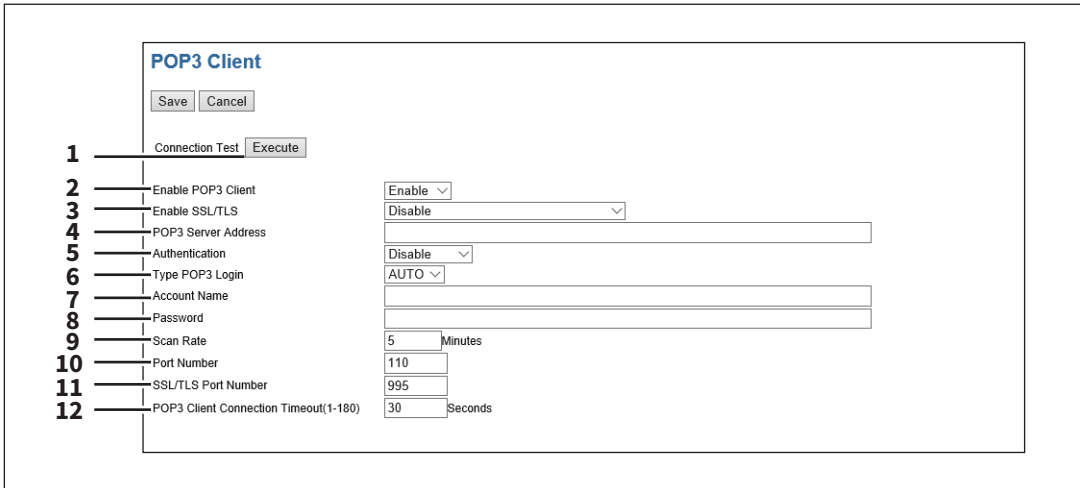 POP3 Client
Save Cancel
1 Connection Test Execute
2 Enable POP3 Client Enable
3 Enable SSL/TLS Disable
4 POP3 Server Address
5 Authentication Disable
6 Type POP3 Login AUTO
7 Account Name
8 Password
9 Scan Rate 5 Minutes
10 Port Number 110
11 SSL/TLS Port Number 995
12 POP3 Client Connection Timeout(1-180) 30 Seconds